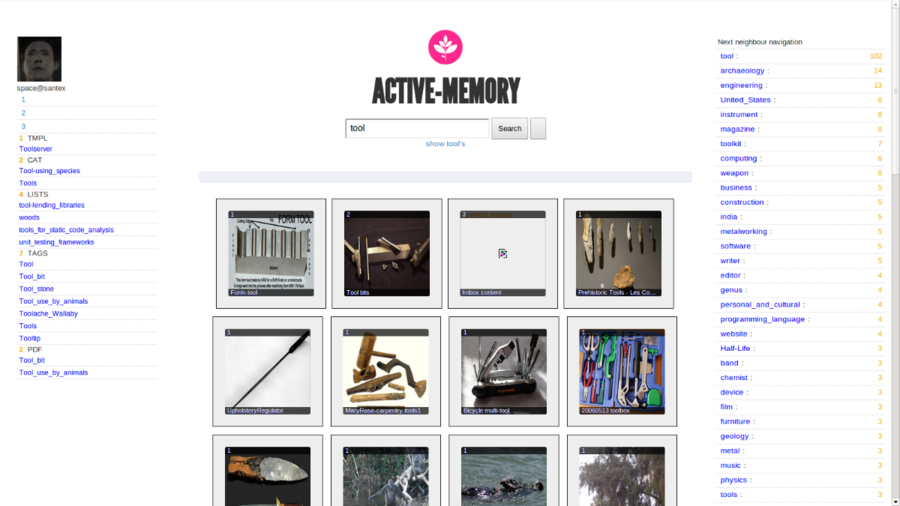 space@santex
1
2
3
1 TMPL
Toolserver
2 CAT
Tool-using_species
Tools
4 LISTS
tool-lending_libraries
woods
tools_for_static_code_analysis
unit_testing_frameworks
7 TAGS
Tool
Tool_bit
Tool_stone
Tool_use_by_animals
Toolache_Wallaby
Tools
Tooltip
2 PDF
Tool_bit
Tool_use_by_animals
ACTIVE-MEMORY
tool
Search
show tool's
1
FORM TOOL
Form-tool
2
Tool bits
3
Imbox content
1
Prehistoric Tools - Les Co...
1
UpholsteryRegulator
1
MaryRose-carpentry tools1
1
Bicycle multi-tool
1
20060513 toolbox
1
1
1
1
Next neighbour navigation
tool : 102
archaeology : 14
engineering : 13
United_States : 8
instrument : 8
magazine : 8
toolkit : 7
computing : 6
weapon : 6
business : 5
construction : 5
india : 5
metalworking : 5
software : 5
writer : 5
editor : 4
genus : 4
personal_and_cultural : 4
programming_language : 4
website : 4
Half-Life : 3
band : 3
chemist : 3
device : 3
film : 3
furniture : 3
geology : 3
metal : 3
music : 3
physics : 3
tools : 3